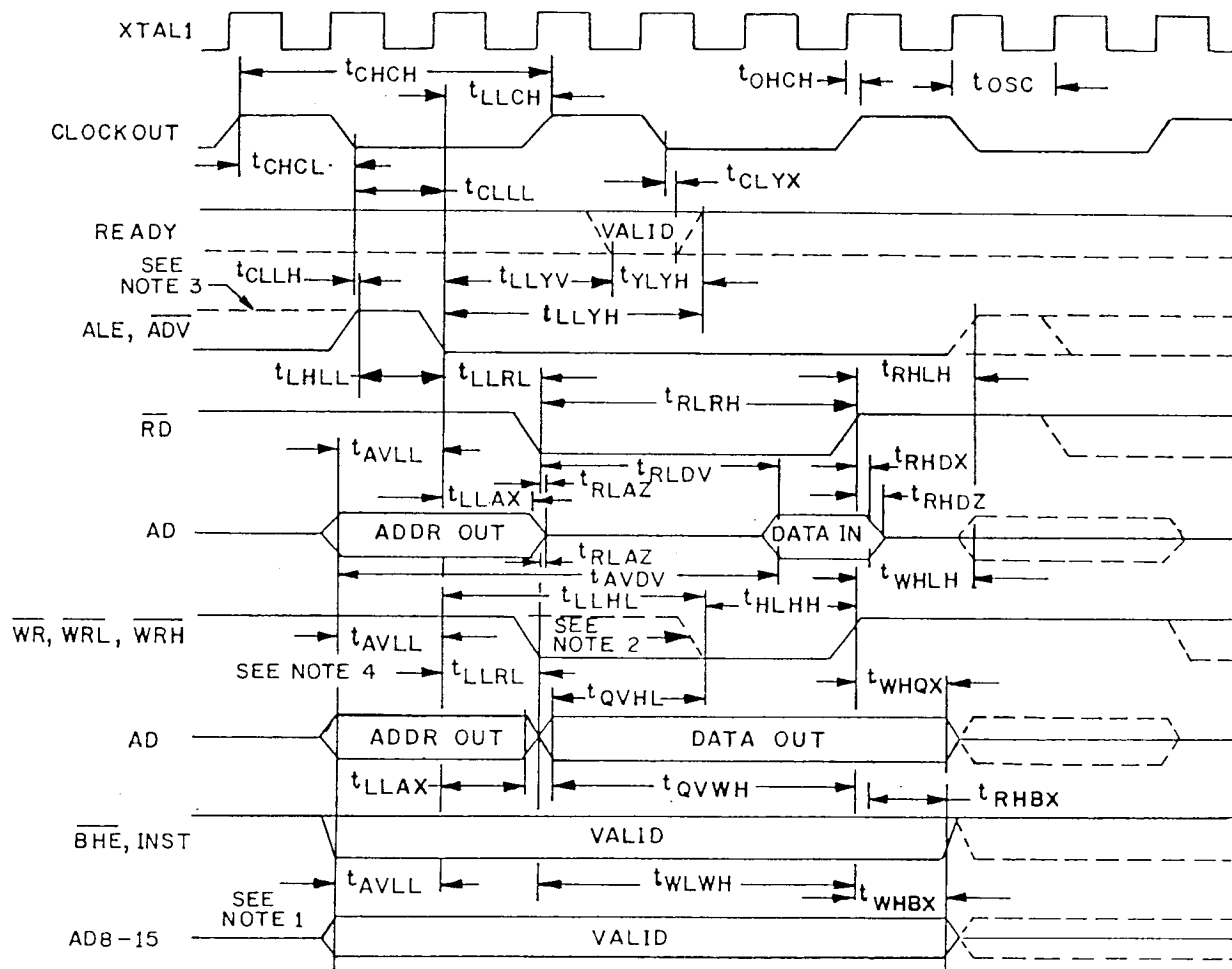 XTAL1
tCHCH
tOHCH
tOSC
tLLCH
CLOCKOUT
tCHCL
tCLYX
tCLLL
READY
VALID
SEE
NOTE 3
tCLLH
tLLYV
tYLYH
tLLYH
ALE, ADV
tLHLL
tLLRL
tRHLH
tRLRH
RD
tAVLL
tRLDV
tRHDX
tRLAZ
tLLAX
tRHDZ
AD
ADDR OUT
DATA IN
tRLAZ
tAVDV
tWHLH
tLLHL
tHLHH
WR, WRL, WRH
tAVLL
SEE
NOTE 2
SEE NOTE 4
tLLRL
tWHQX
tQVHL
AD
ADDR OUT
DATA OUT
tLLAX
tQVWH
tRHBX
BHE, INST
VALID
tAVLL
tWLWH
tWHBX
SEE
NOTE 1
AD8-15
VALID